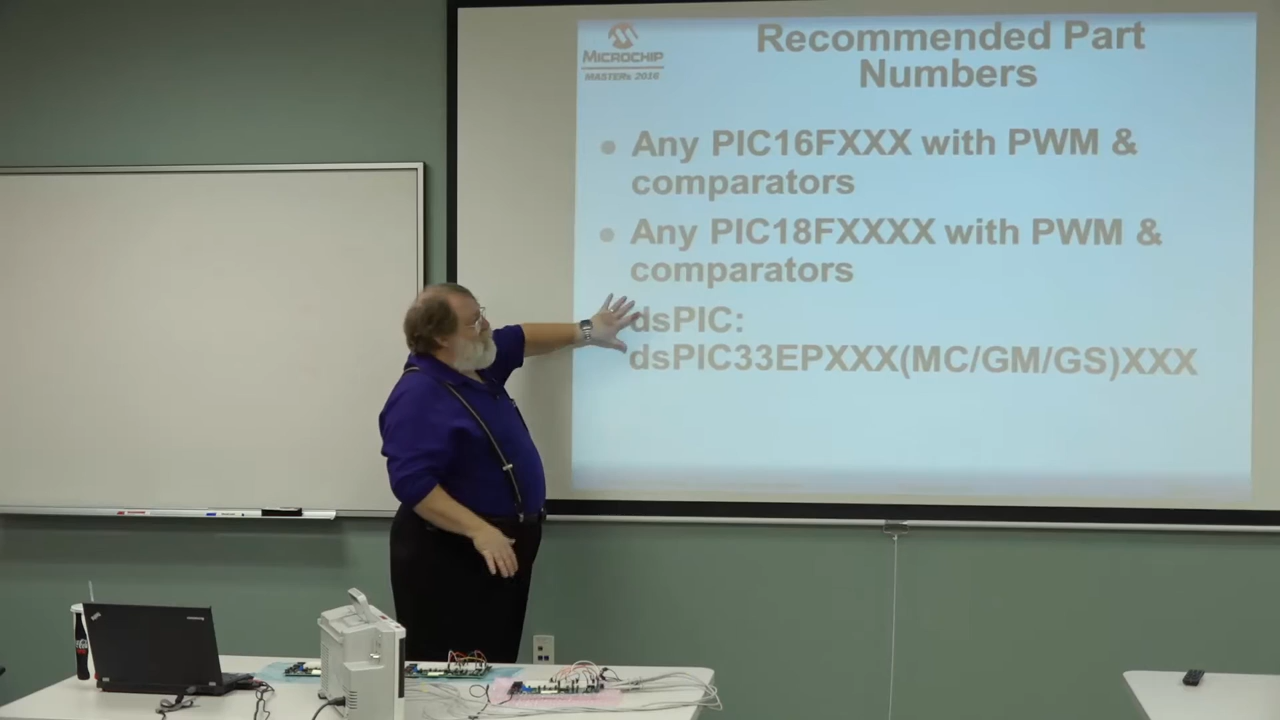 MICROCHIP
MASTERs 2016
Recommended Part
Numbers
Any PIC16FXXX with PWM &
comparators
Any PIC18FXXXX with PWM &
comparators
dsPIC:
dsPIC33EPXXX(MC/GM/GS)XXX